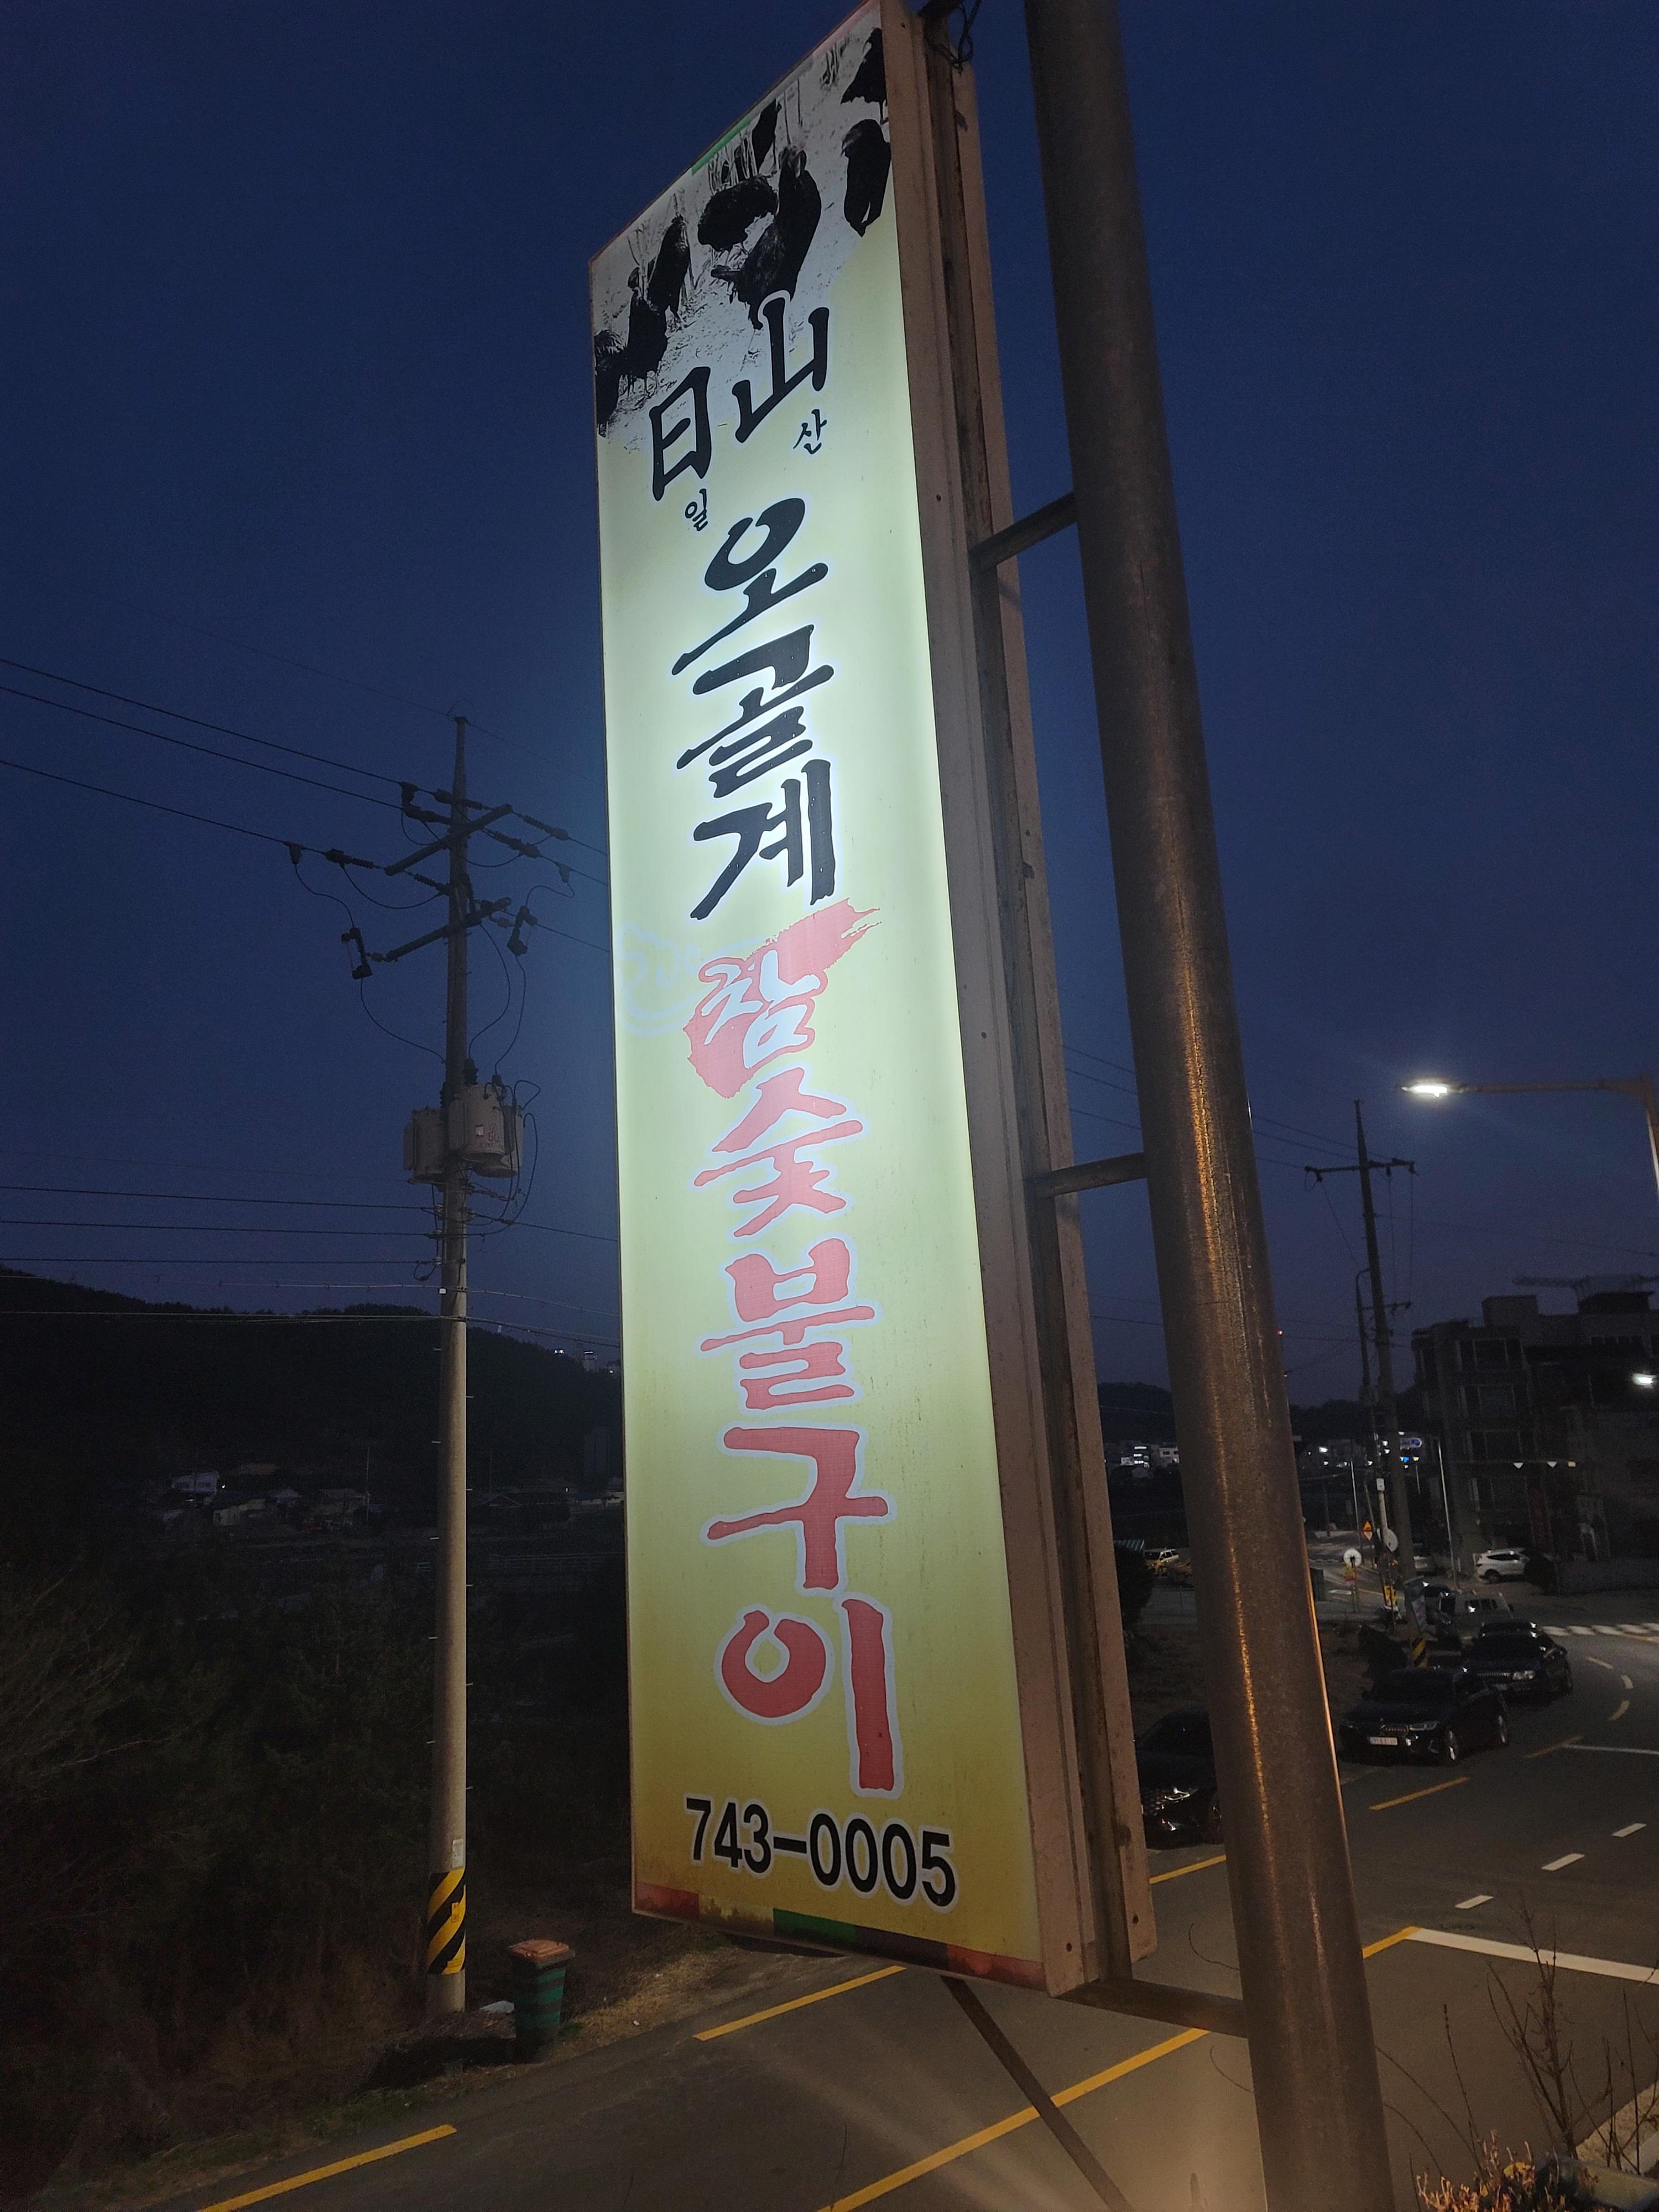 日山
일 산
오골계
참숯불구이
743-0005